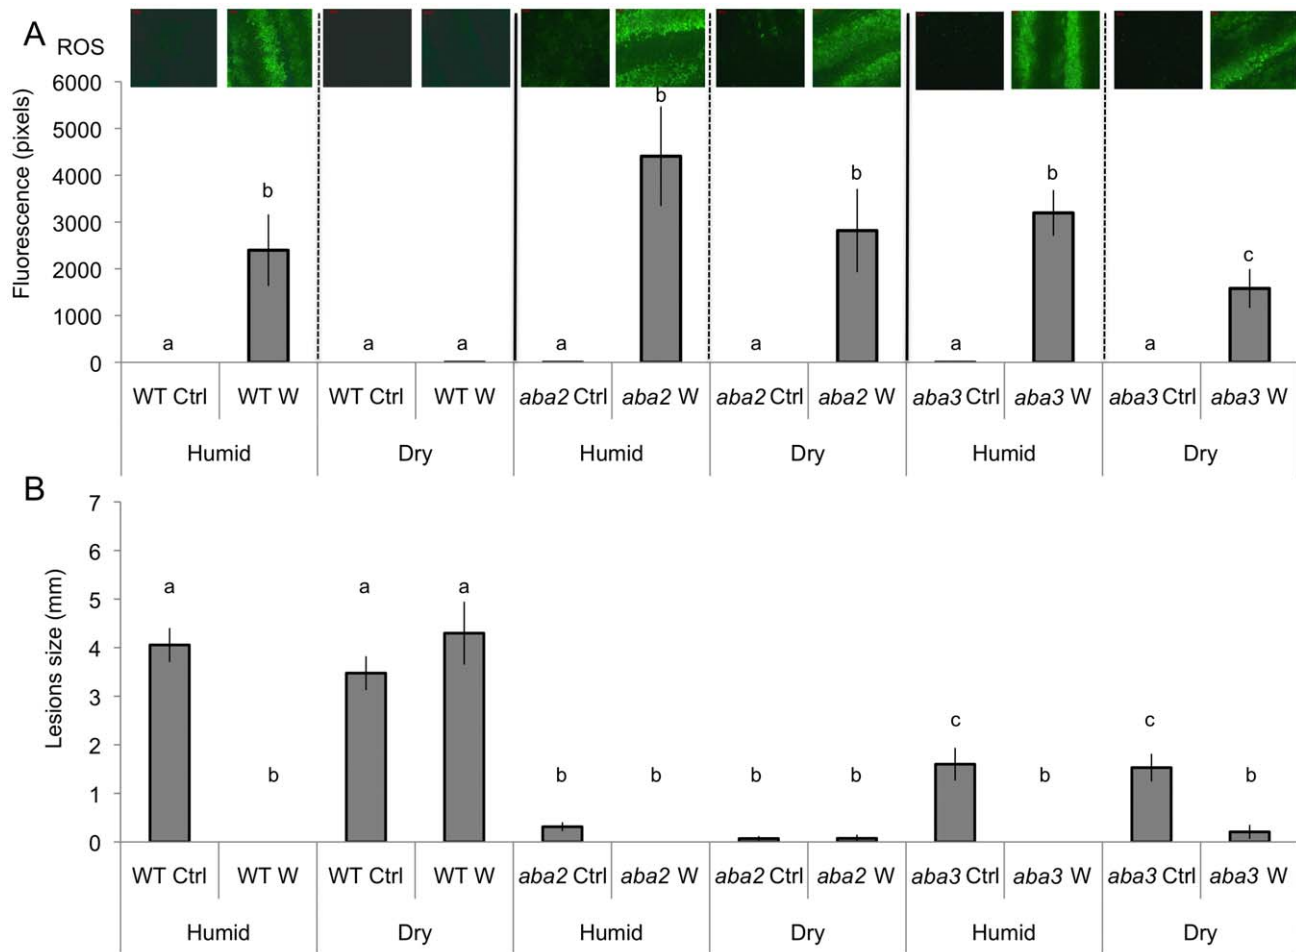 A
ROS
6000
5000
4000
3000
2000
1000
0
Fluorescence (pixels)
a b a a a b a b a b a c
WT Ctrl WT W WT Ctrl WT W aba2 Ctrl aba2 W aba2 Ctrl aba2 W aba3 Ctrl aba3 W aba3 Ctrl aba3 W
Humid Dry Humid Dry Humid Dry
B
7
6
5
4
3
2
1
0
Lesions size (mm)
a b a a b b b b c b c b
WT Ctrl WT W WT Ctrl WT W aba2 Ctrl aba2 W aba2 Ctrl aba2 W aba3 Ctrl aba3 W aba3 Ctrl aba3 W
Humid Dry Humid Dry Humid Dry